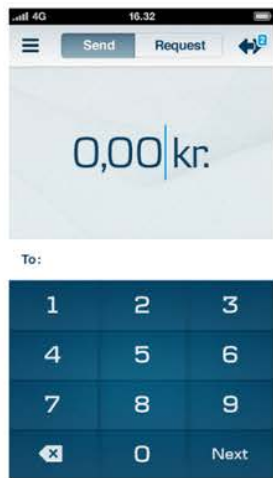 4G 16.32
Send Request 2
0,00 kr.
To:
1 2 3
4 5 6
7 8 9
0 Next